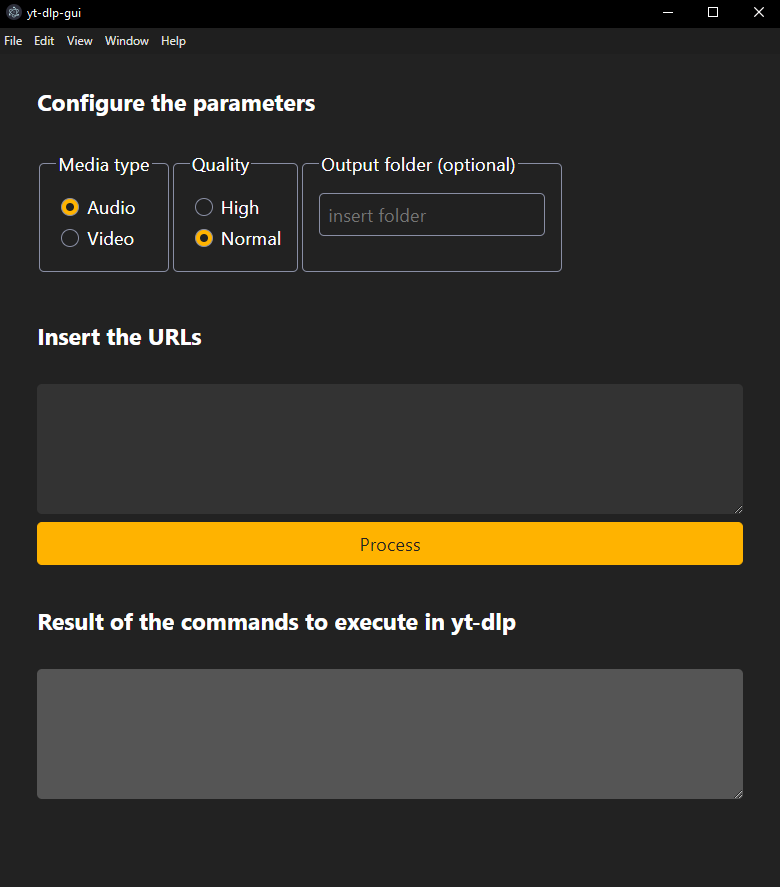 yt-dlp-gui
File Edit View Window Help
Configure the parameters
Media type Quality Output folder (optional)
Audio High insert folder
Video Normal
Insert the URLs
Process
Result of the commands to execute in yt-dlp